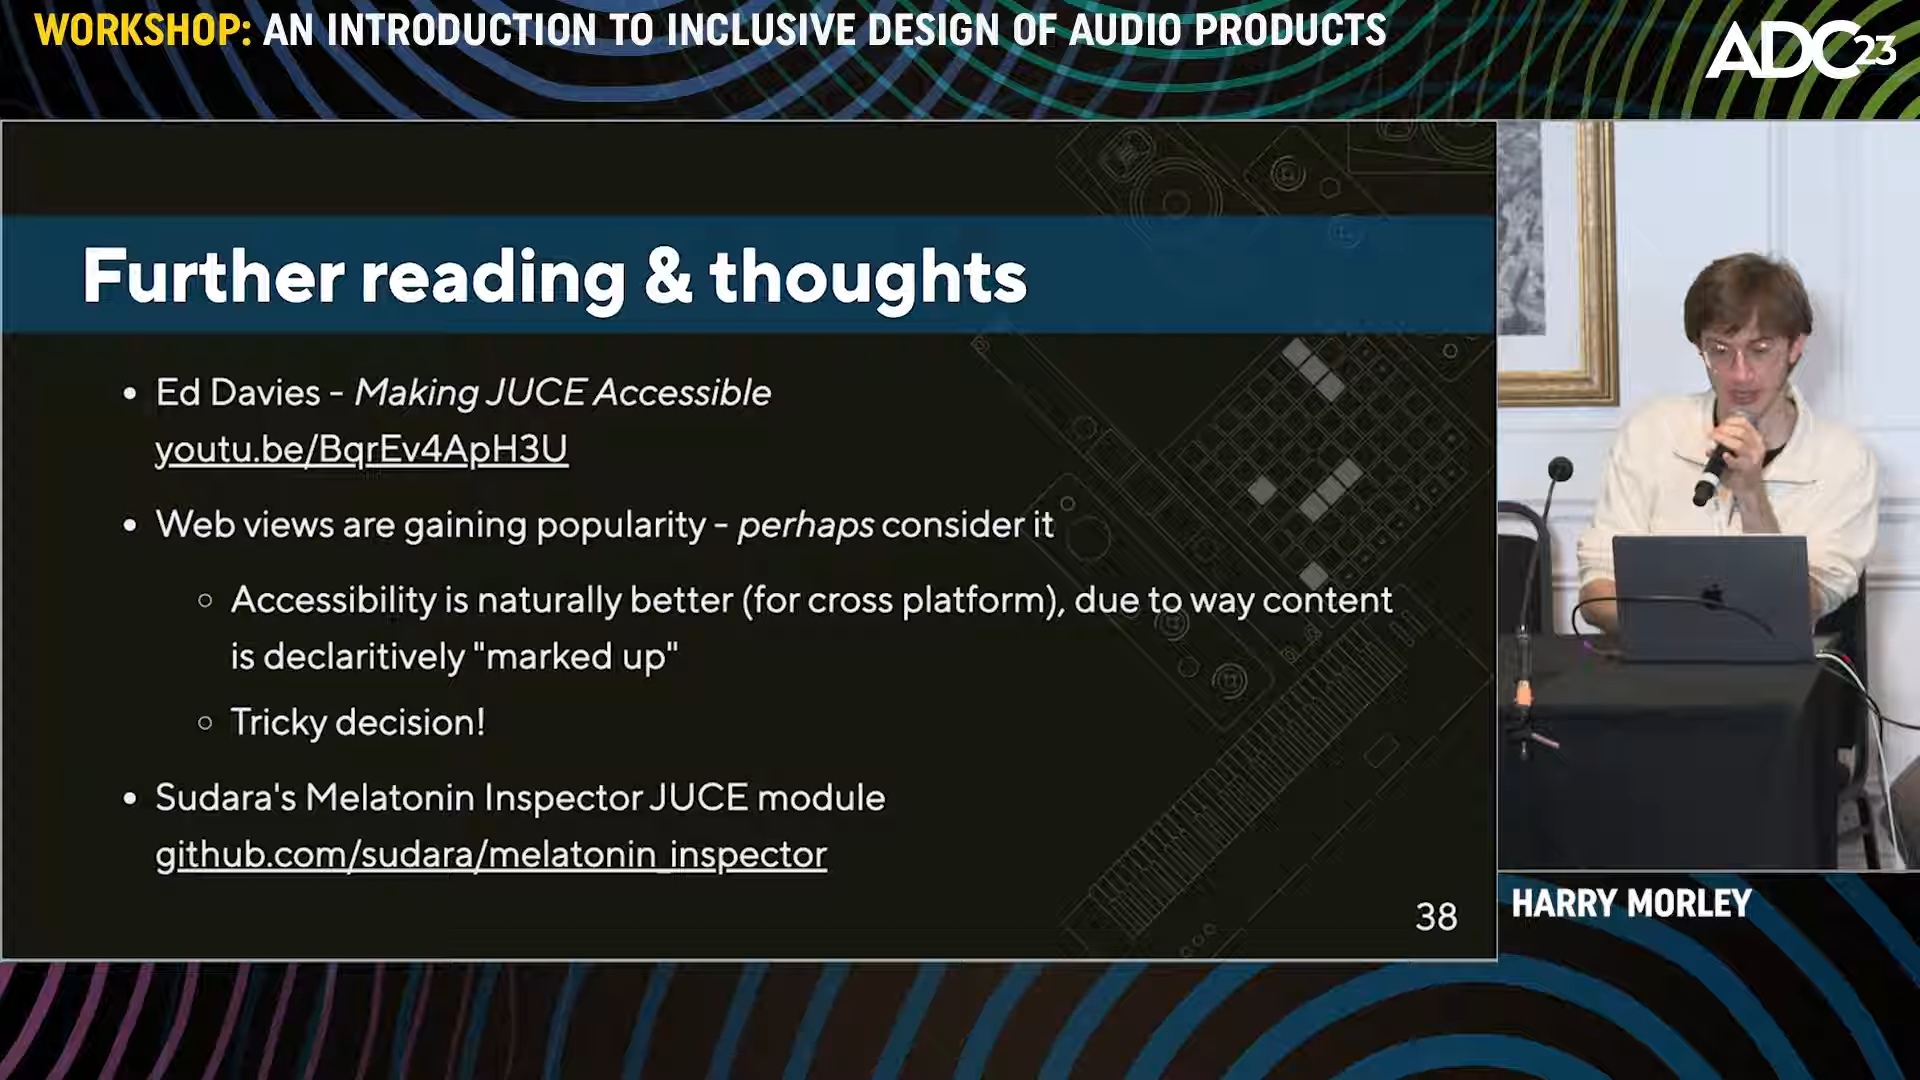 WORKSHOP: AN INTRODUCTION TO INCLUSIVE DESIGN OF AUDIO PRODUCTS
ADC23
Further reading & thoughts
• Ed Davies - Making JUCE Accessible
youtu.be/BqrEv4ApH3U
• Web views are gaining popularity - perhaps consider it
○ Accessibility is naturally better (for cross platform), due to way content
is declaritively "marked up"
○ Tricky decision!
• Sudara's Melatonin Inspector JUCE module
github.com/sudara/melatonin_inspector
38
HARRY MORLEY